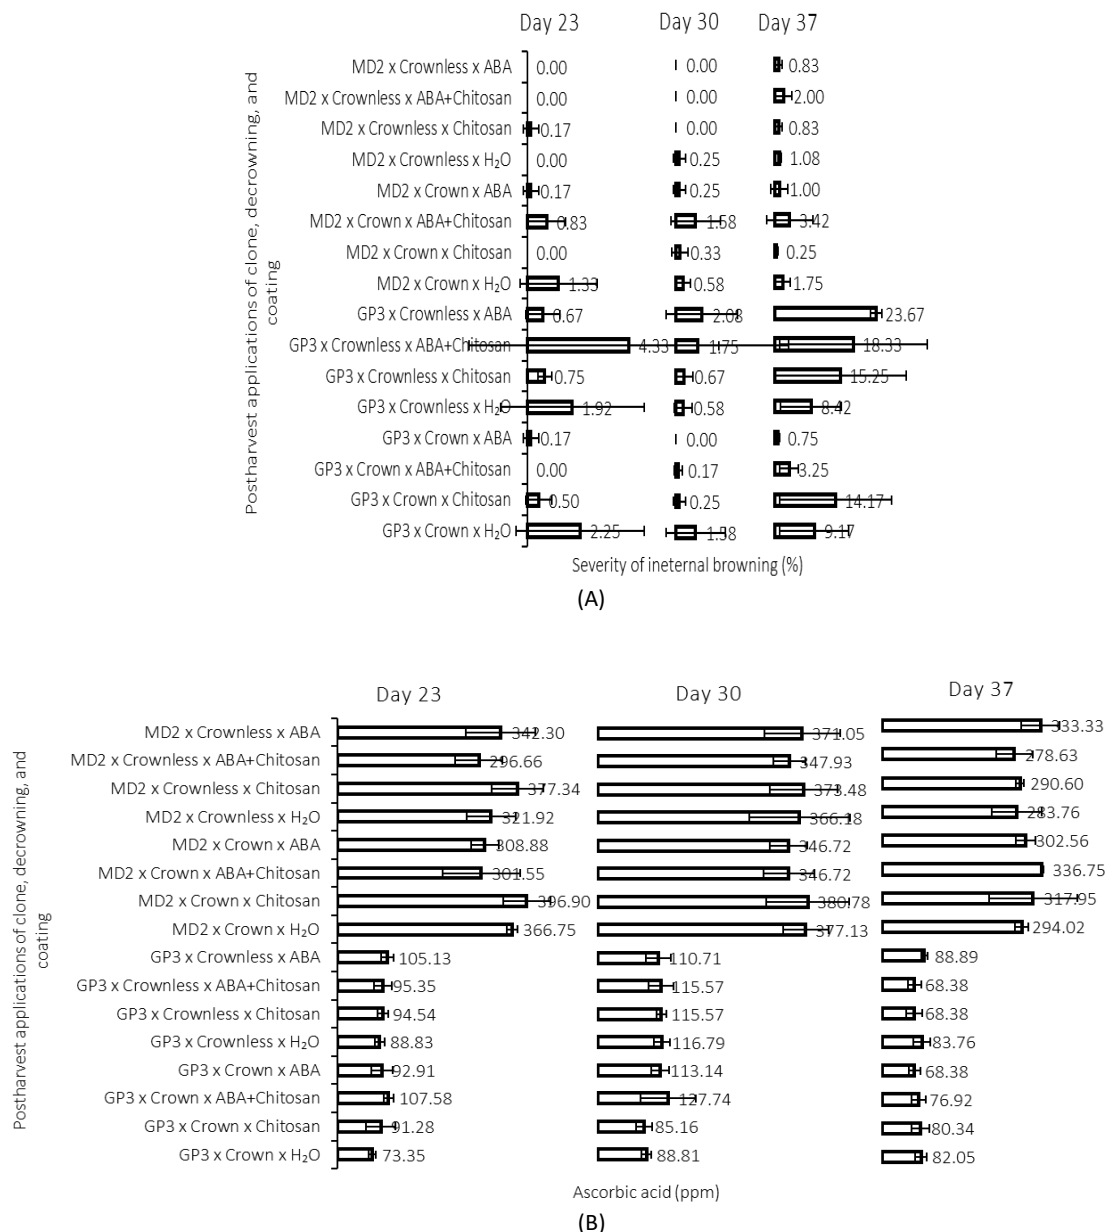 Day 23 Day 30 Day 37
Postharvest applications of clone, decrowning, and
coating
MD2 x Crownless x ABA 0.00 0.00 0.83
MD2 x Crownless x ABA+Chitosan 0.00 0.00 2.00
MD2 x Crownless x Chitosan 0.17 0.00 0.83
MD2 x Crownless x H₂O 0.00 0.25 1.08
MD2 x Crown x ABA 0.17 0.25 1.00
MD2 x Crown x ABA+Chitosan 0.83 1.58 3.42
MD2 x Crown x Chitosan 0.00 0.33 0.25
MD2 x Crown x H₂O 1.33 0.58 1.75
GP3 x Crownless x ABA 0.67 2.08 23.67
GP3 x Crownless x ABA+Chitosan 4.33 1.75 18.33
GP3 x Crownless x Chitosan 0.75 0.67 15.25
GP3 x Crownless x H₂O 1.92 0.58 8.42
GP3 x Crown x ABA 0.17 0.00 0.75
GP3 x Crown x ABA+Chitosan 0.00 0.17 3.25
GP3 x Crown x Chitosan 0.50 0.25 14.17
GP3 x Crown x H₂O 2.25 1.58 9.17
Severity of ineternal browning (%)
(A)
Day 23 Day 30 Day 37
Postharvest applications of clone, decrowning, and
coating
MD2 x Crownless x ABA 342.30 371.05 333.33
MD2 x Crownless x ABA+Chitosan 296.66 347.93 278.63
MD2 x Crownless x Chitosan 377.34 373.48 290.60
MD2 x Crownless x H₂O 321.92 366.18 283.76
MD2 x Crown x ABA 308.88 346.72 302.56
MD2 x Crown x ABA+Chitosan 301.55 346.72 336.75
MD2 x Crown x Chitosan 396.90 380.78 317.95
MD2 x Crown x H₂O 366.75 377.13 294.02
GP3 x Crownless x ABA 105.13 110.71 88.89
GP3 x Crownless x ABA+Chitosan 95.35 115.57 68.38
GP3 x Crownless x Chitosan 94.54 115.57 68.38
GP3 x Crownless x H₂O 88.83 116.79 83.76
GP3 x Crown x ABA 92.91 113.14 68.38
GP3 x Crown x ABA+Chitosan 107.58 127.74 76.92
GP3 x Crown x Chitosan 91.28 85.16 80.34
GP3 x Crown x H₂O 73.35 88.81 82.05
Ascorbic acid (ppm)
(B)